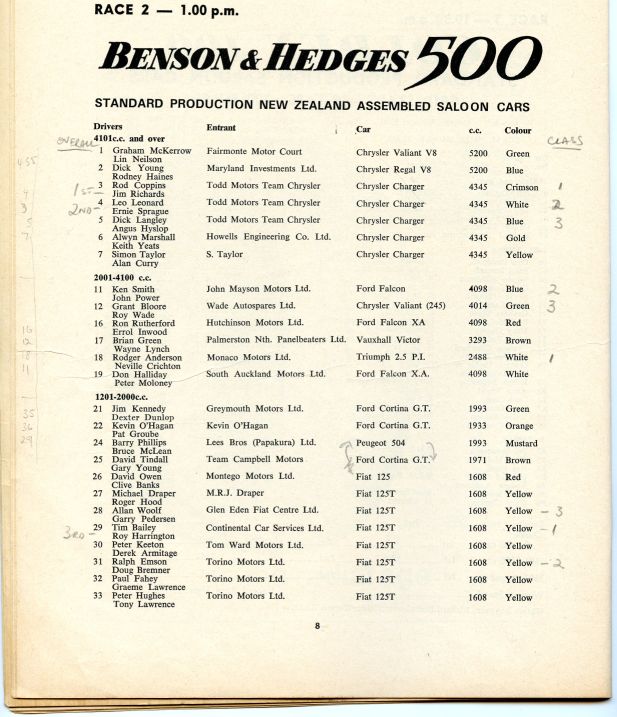 RACE 2 — 1.00 p.m.
BENSON & HEDGES 500
STANDARD PRODUCTION NEW ZEALAND ASSEMBLED SALOON CARS
Drivers Entrant Car c.c. Colour
OVERALL 4101c.c. and over CLASS
1 Graham McKerrow Fairmonte Motor Court Chrysler Valiant V8 5200 Green
Lin Neilson
2 Dick Young Maryland Investments Ltd. Chrysler Regal V8 5200 Blue
Rodney Haines
3 Rod Coppins Todd Motors Team Chrysler Chrysler Charger 4345 Crimson 1
1ST- Jim Richards
4 Leo Leonard Todd Motors Team Chrysler Chrysler Charger 4345 White 2
2ND- Ernie Sprague
5 Dick Langley Todd Motors Team Chrysler Chrysler Charger 4345 Blue 3
Angus Hyslop
6 Alwyn Marshall Howells Engineering Co. Ltd. Chrysler Charger 4345 Gold
Keith Yeats
7 Simon Taylor S. Taylor Chrysler Charger 4345 Yellow
Alan Curry
2001-4100 c.c.
11 Ken Smith John Mayson Motors Ltd. Ford Falcon 4098 Blue 2
John Power
12 Grant Bloore Wade Autospares Ltd. Chrysler Valiant (245) 4014 Green 3
Roy Wade
16 Ron Rutherford Hutchinson Motors Ltd. Ford Falcon XA 4098 Red
Errol Inwood
17 Brian Green Palmerston Nth. Panelbeaters Ltd. Vauxhall Victor 3293 Brown
Wayne Lynch
18 Rodger Anderson Monaco Motors Ltd. Triumph 2.5 P.I. 2488 White 1
Neville Crichton
19 Don Halliday South Auckland Motors Ltd. Ford Falcon X.A. 4098 White
Peter Moloney
1201-2000c.c.
21 Jim Kennedy Greymouth Motors Ltd. Ford Cortina G.T. 1993 Green
Dexter Dunlop
22 Kevin O'Hagan Kevin O'Hagan Ford Cortina G.T. 1933 Orange
Pat Groube
24 Barry Phillips Lees Bros (Papakura) Ltd. Peugeot 504 1993 Mustard
Bruce McLean
25 David Tindall Team Campbell Motors Ford Cortina G.T. 1971 Brown
Gary Young
26 David Owen Montego Motors Ltd. Fiat 125 1608 Red
Clive Banks
27 Michael Draper M.R.J. Draper Fiat 125T 1608 Yellow
Roger Hood
28 Allan Woolf Glen Eden Fiat Centre Ltd. Fiat 125T 1608 Yellow - 3
Garry Pedersen
29 Tim Bailey Continental Car Services Ltd. Fiat 125T 1608 Yellow - 1
3RD- Roy Harrington
30 Peter Keeton Tom Ward Motors Ltd. Fiat 125T 1608 Yellow
Derek Armitage
31 Ralph Emson Torino Motors Ltd. Fiat 125T 1608 Yellow - 2
Doug Bremner
32 Paul Fahey Torino Motors Ltd. Fiat 125T 1608 Yellow
Graeme Lawrence
33 Peter Hughes Torino Motors Ltd. Fiat 125T 1608 Yellow
Tony Lawrence
8